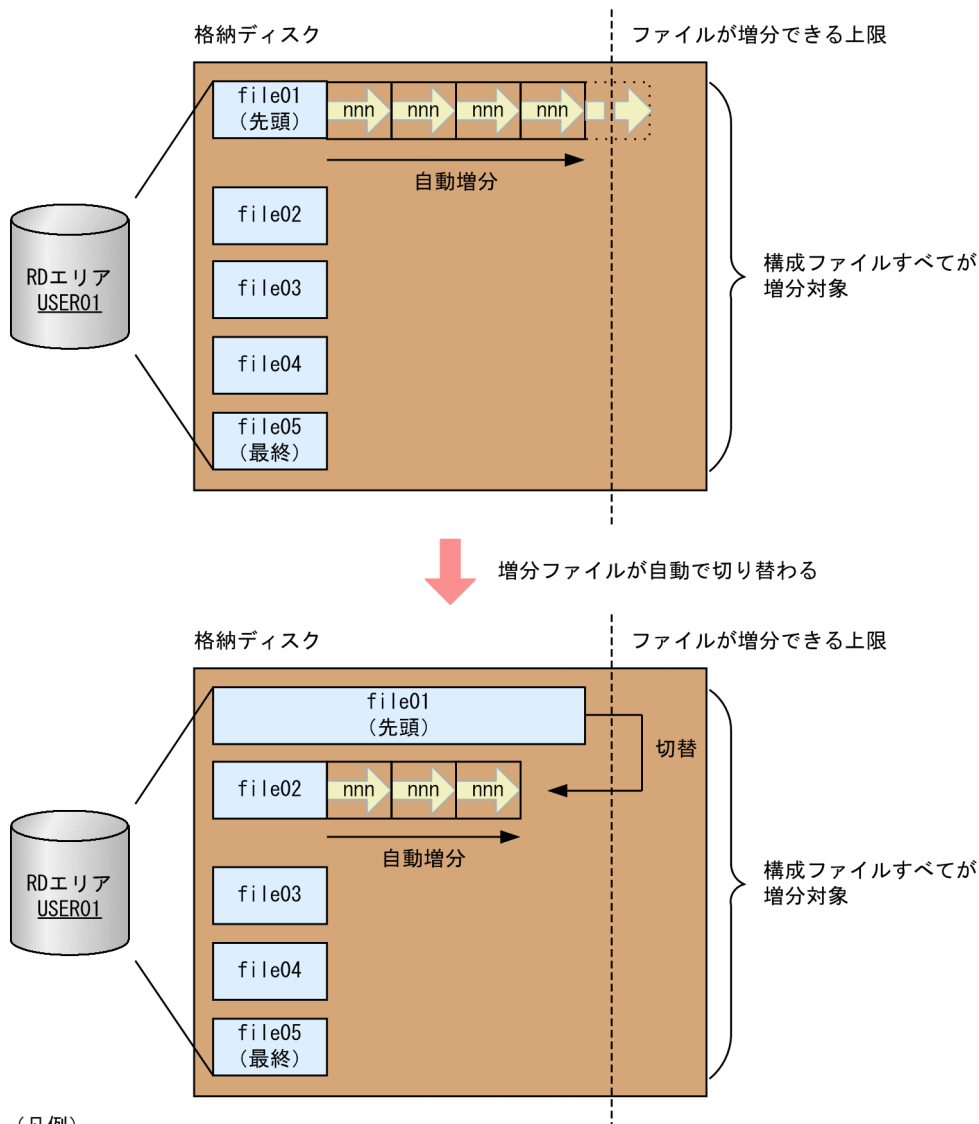 格納ディスク
ファイルが増分できる上限
file01
(先頭)
nnn
nnn
nnn
nnn
自動増分
file02
RDエリア
USER01
file03
構成ファイルすべてが
増分対象
file04
file05
(最終)
増分ファイルが自動で切り替わる
格納ディスク
ファイルが増分できる上限
file01
(先頭)
切替
file02
nnn
nnn
nnn
自動増分
RDエリア
USER01
file03
構成ファイルすべてが
増分対象
file04
file05
(最終)
(凡例)